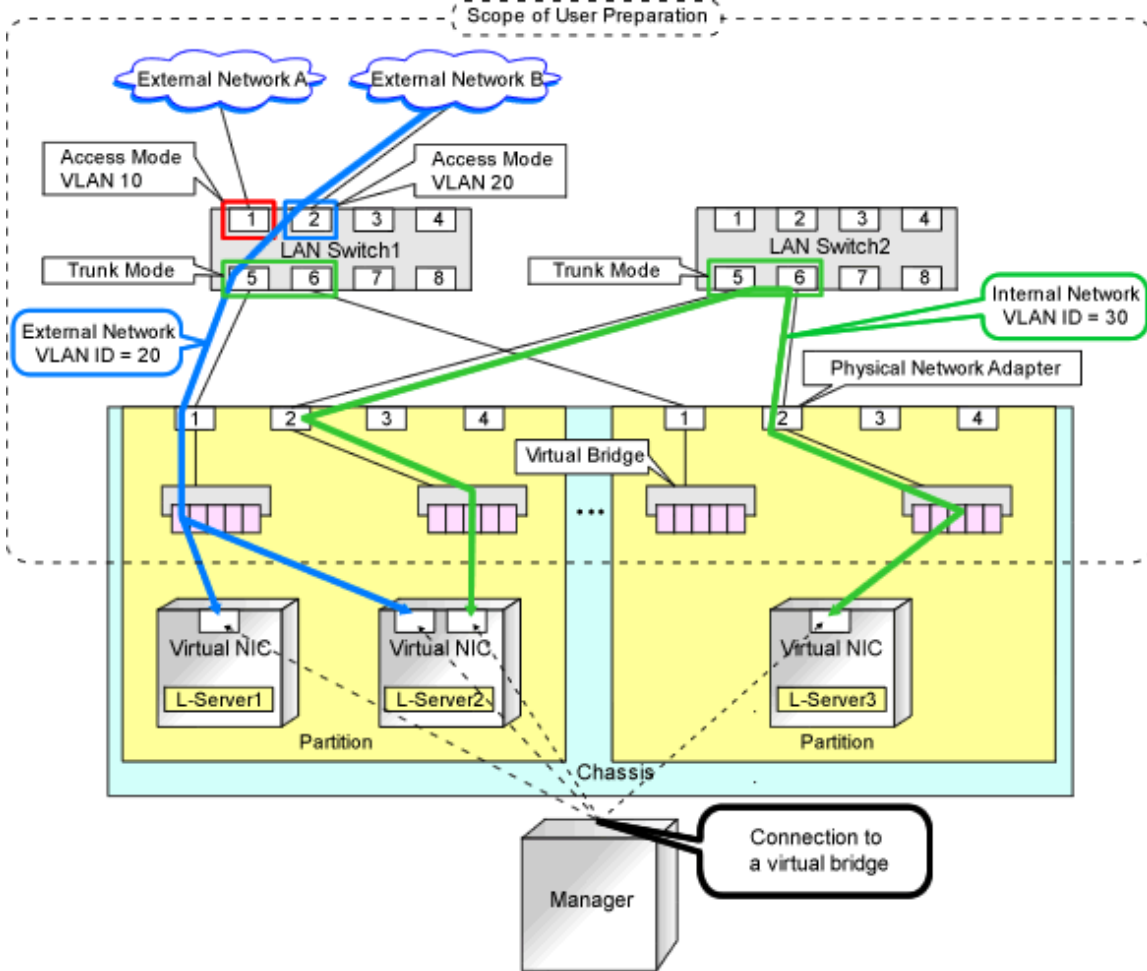 Scope of User Preparation
External Network A
External Network B
Access Mode
VLAN 10
Access Mode
VLAN 20
1 2 3 4
LAN Switch1
Trunk Mode
5 6 7 8
1 2 3 4
LAN Switch2
Trunk Mode
5 6 7 8
External Network
VLAN ID = 20
Internal Network
VLAN ID = 30
Physical Network Adapter
1 2 3 4
1 2 3 4
Virtual Bridge
...
Virtual NIC
L-Server1
Virtual NIC
L-Server2
Partition
Virtual NIC
L-Server3
Partition
Chassis
Connection to
a virtual bridge
Manager